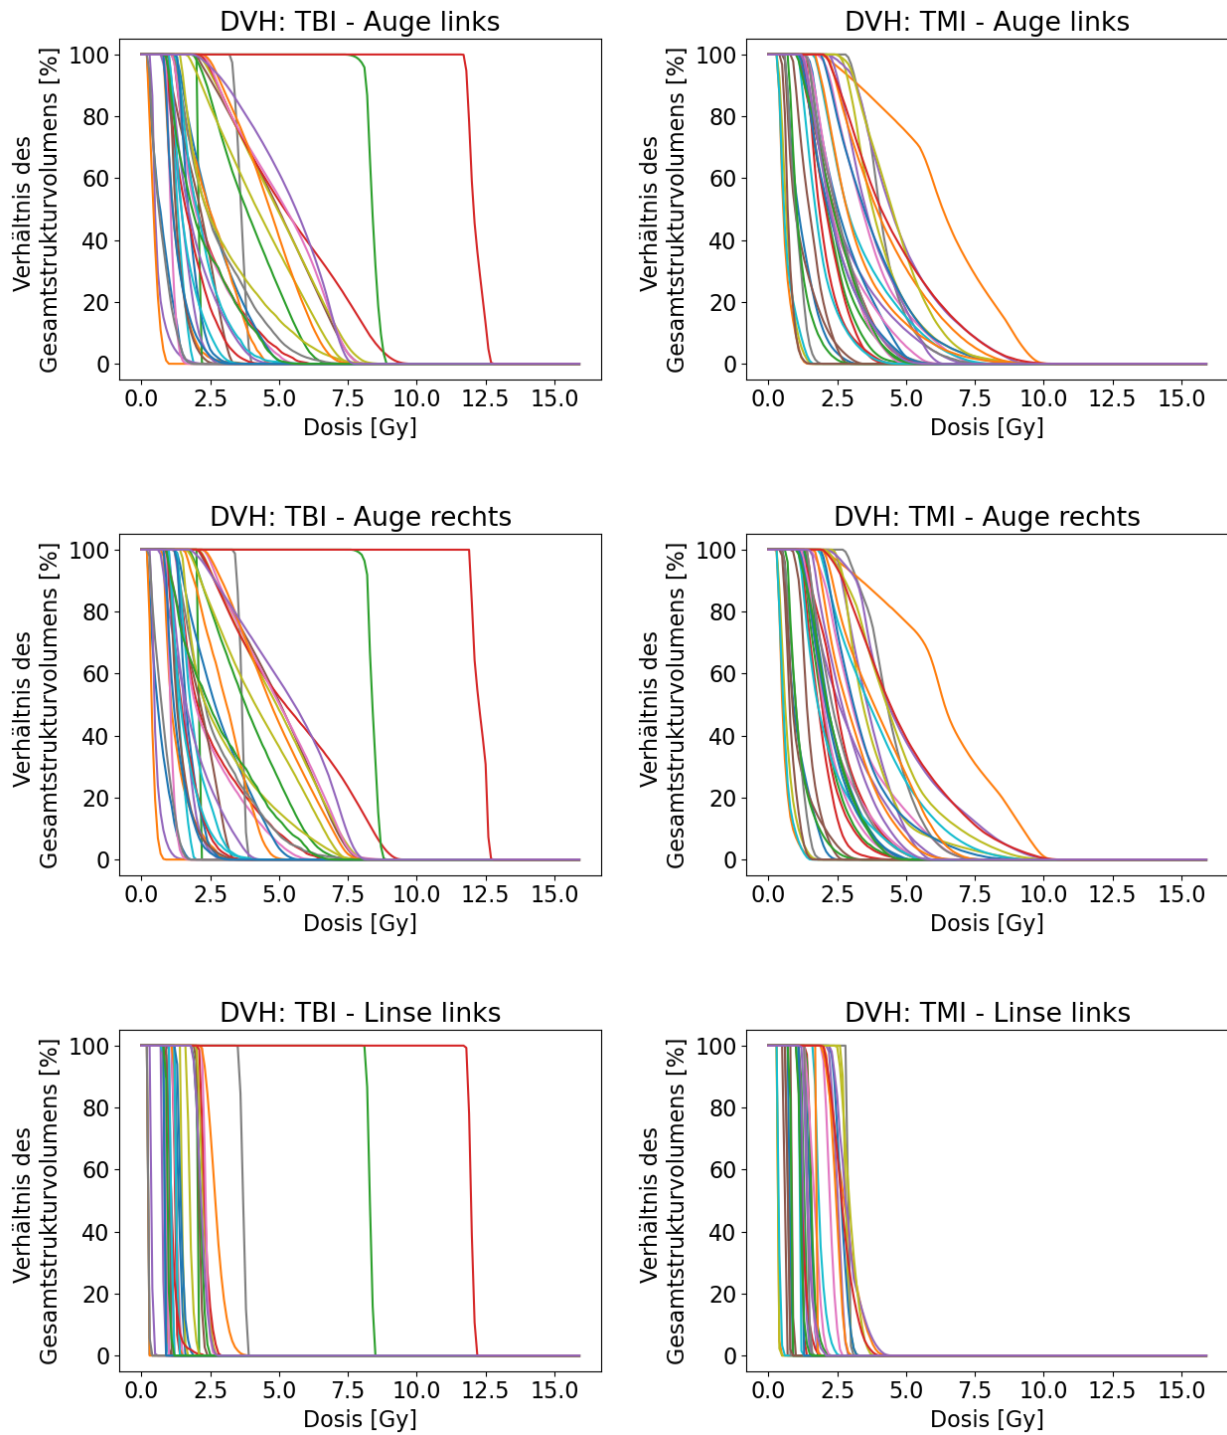 DVH: TBI - Auge links
Verhältnis des
Gesamtstrukturvolumens [%]
100
80
60
40
20
0
0.0 2.5 5.0 7.5 10.0 12.5 15.0
Dosis [Gy]
DVH: TMI - Auge links
Verhältnis des
Gesamtstrukturvolumens [%]
100
80
60
40
20
0
0.0 2.5 5.0 7.5 10.0 12.5 15.0
Dosis [Gy]
DVH: TBI - Auge rechts
Verhältnis des
Gesamtstrukturvolumens [%]
100
80
60
40
20
0
0.0 2.5 5.0 7.5 10.0 12.5 15.0
Dosis [Gy]
DVH: TMI - Auge rechts
Verhältnis des
Gesamtstrukturvolumens [%]
100
80
60
40
20
0
0.0 2.5 5.0 7.5 10.0 12.5 15.0
Dosis [Gy]
DVH: TBI - Linse links
Verhältnis des
Gesamtstrukturvolumens [%]
100
80
60
40
20
0
0.0 2.5 5.0 7.5 10.0 12.5 15.0
Dosis [Gy]
DVH: TMI - Linse links
Verhältnis des
Gesamtstrukturvolumens [%]
100
80
60
40
20
0
0.0 2.5 5.0 7.5 10.0 12.5 15.0
Dosis [Gy]